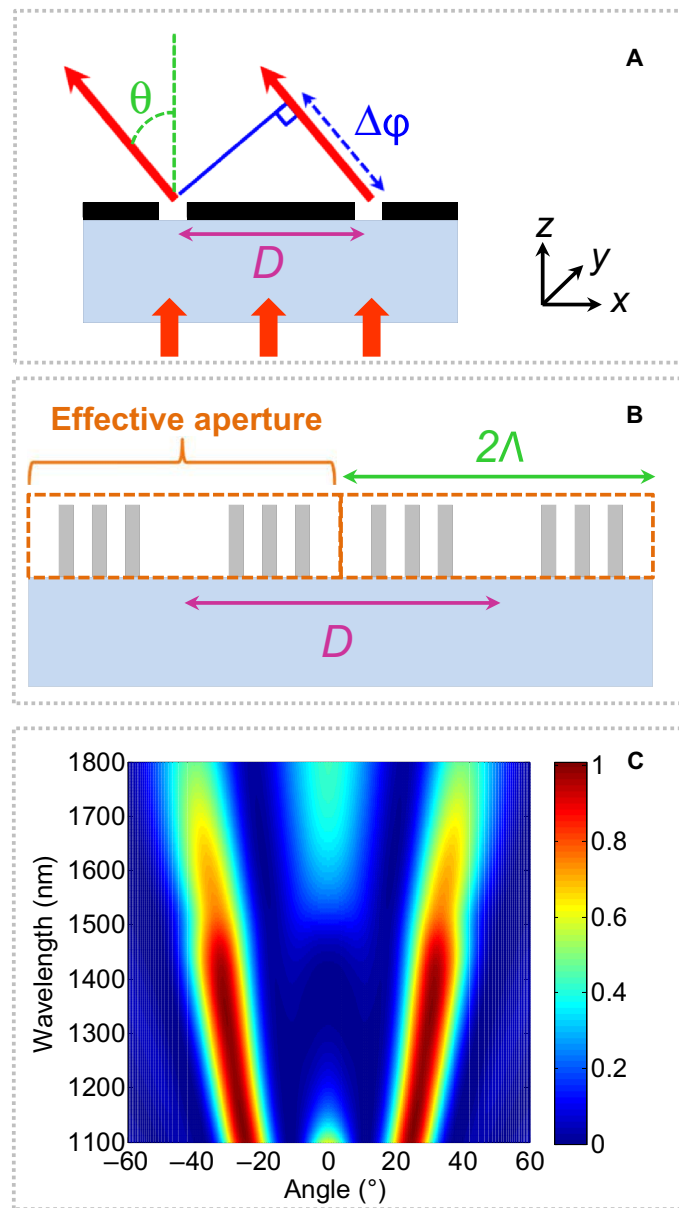 A
θ
Δφ
D
z
y
x
B
Effective aperture
2Λ
D
C
1800
1700
1600
1500
1400
1300
1200
1100
Wavelength (nm)
–60 –40 –20 0 20 40 60
Angle (°)
1
0.8
0.6
0.4
0.2
0